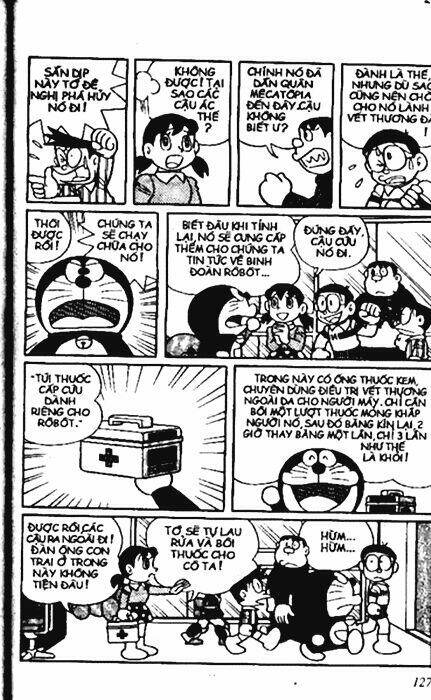 SẴN DỊP
NÀY TỚ ĐỀ
NGHỊ PHÁ HỦY
NÓ ĐI!
KHÔNG
ĐƯỢC! TẠI
SAO CÁC
CẬU ÁC
THẾ
?
CHÍNH NÓ ĐÃ
DẪN QUÂN
MECATOPIA
ĐẾN ĐÂY. CẬU
KHÔNG
BIẾT Ư?
ĐÀNH LÀ THẾ,
NHƯNG DÙ SAO
CŨNG NÊN CHỜ
CHO NÓ LÀNH
VẾT THƯƠNG ĐÃ
!
THÔI
ĐƯỢC
RỒI!
CHÚNG TA
SẼ CHẠY
CHỮA CHO
NÓ!
BIẾT ĐÂU KHI TỈNH
LẠI, NÓ SẼ CUNG CẤP
THÊM CHO CHÚNG TA
TIN TỨC VỀ BINH
ĐOÀN RÔBỐT...
ĐÚNG ĐẤY,
CẬU CỨU
NÓ ĐI.
"TÚI THUỐC
CẤP CỨU
DÀNH
RIÊNG CHO
RÔBỐT."
TRONG NÀY CÓ ỐNG THUỐC KEM,
CHUYÊN DÙNG ĐIỀU TRỊ VẾT THƯƠNG
NGOÀI DA CHO NGƯỜI MÁY. CHỈ CẦN
BÔI MỘT LƯỢT THUỐC MỎNG KHẮP
NGƯỜI NÓ, SAU ĐÓ BĂNG KÍN LẠI, 2
GIỜ THAY BĂNG MỘT LẦN, CHỈ 3 LẦN
NHƯ THẾ
LÀ KHỎI!
ĐƯỢC RỒI, CÁC
CẬU RA NGOÀI ĐI!
ĐÀN ÔNG CON
TRAI Ở TRONG
NÀY KHÔNG
TIỆN ĐÂU!
TỚ SẼ TỰ LAU
RỬA VÀ BÔI
THUỐC CHO
CÔ TA!
HỪM...
HỪM...
127